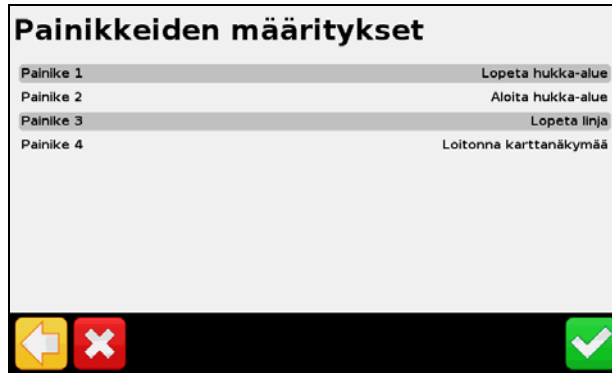 Painikkeiden määritykset
Painike 1 Lopeta hukka-alue
Painike 2 Aloita hukka-alue
Painike 3 Lopeta linja
Painike 4 Loitonna karttanäkymää